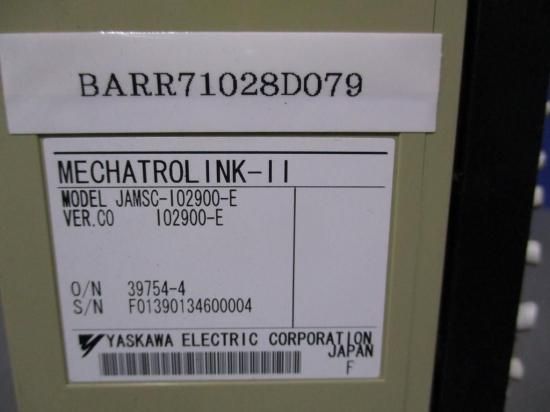 BARR71028D079
MECHATROLINK-II
MODEL JAMSC-IO2900-E
VER.CO IO2900-E
O/N 39754-4
S/N F01390134600004
YASKAWA ELECTRIC CORPORATION
JAPAN
F